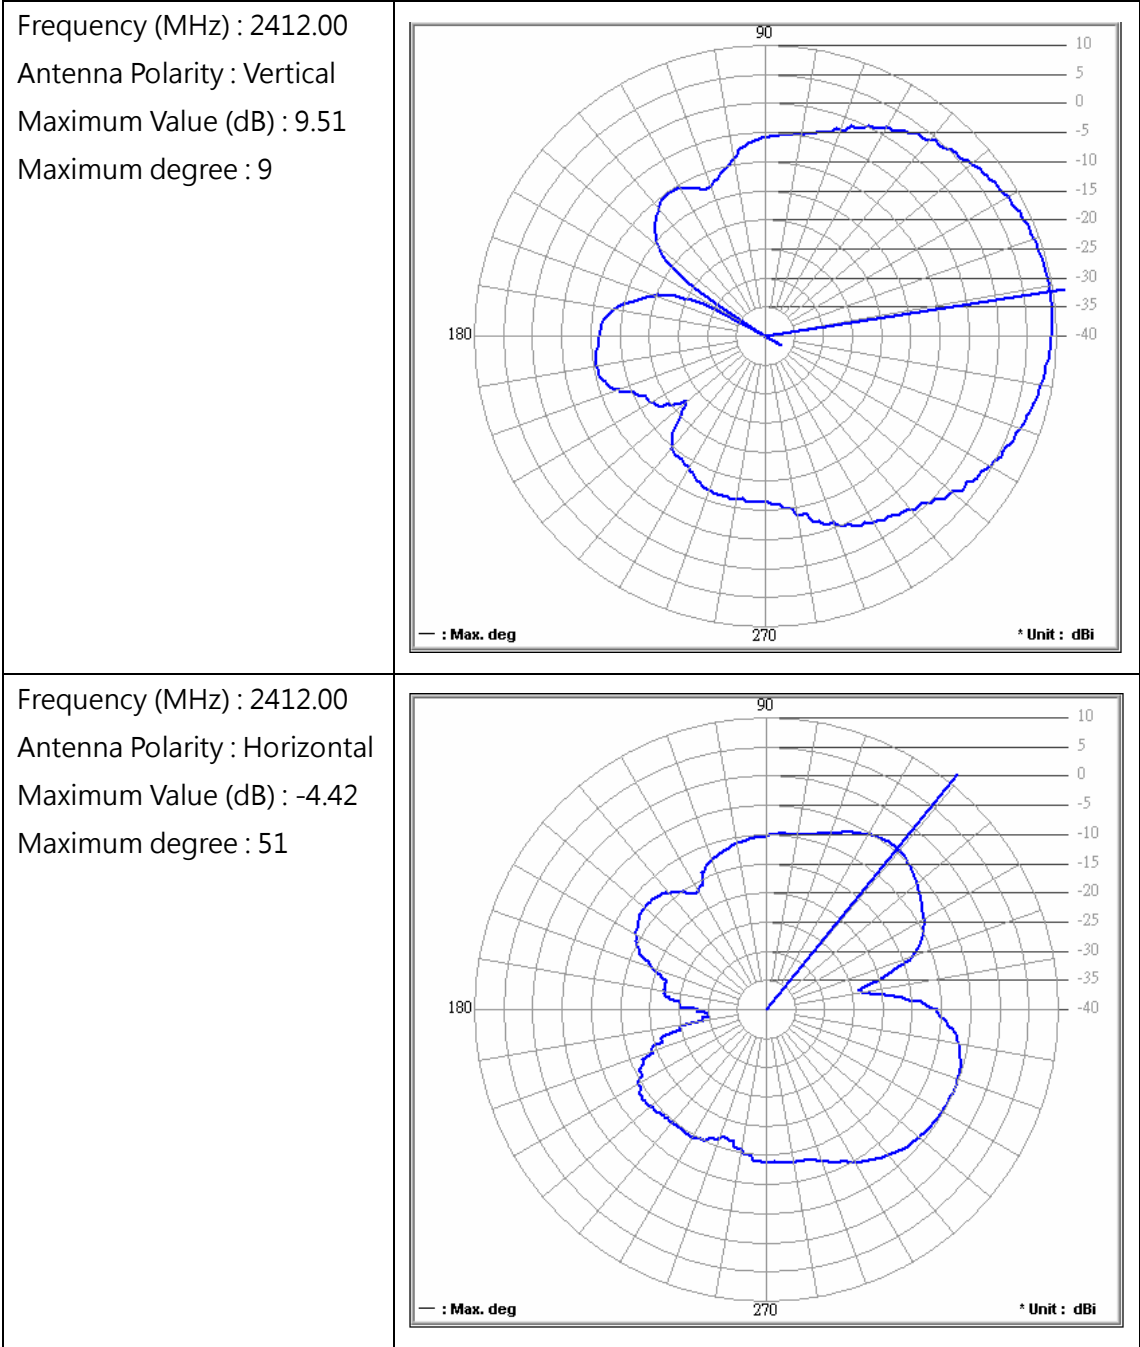 Frequency (MHz) : 2412.00
Antenna Polarity : Vertical
Maximum Value (dB) : 9.51
Maximum degree : 9
90
10
5
0
-5
-10
-15
-20
-25
-30
-35
-40
180
270
— : Max. deg
* Unit : dBi
Frequency (MHz) : 2412.00
Antenna Polarity : Horizontal
Maximum Value (dB) : -4.42
Maximum degree : 51
90
10
5
0
-5
-10
-15
-20
-25
-30
-35
-40
180
270
— : Max. deg
* Unit : dBi